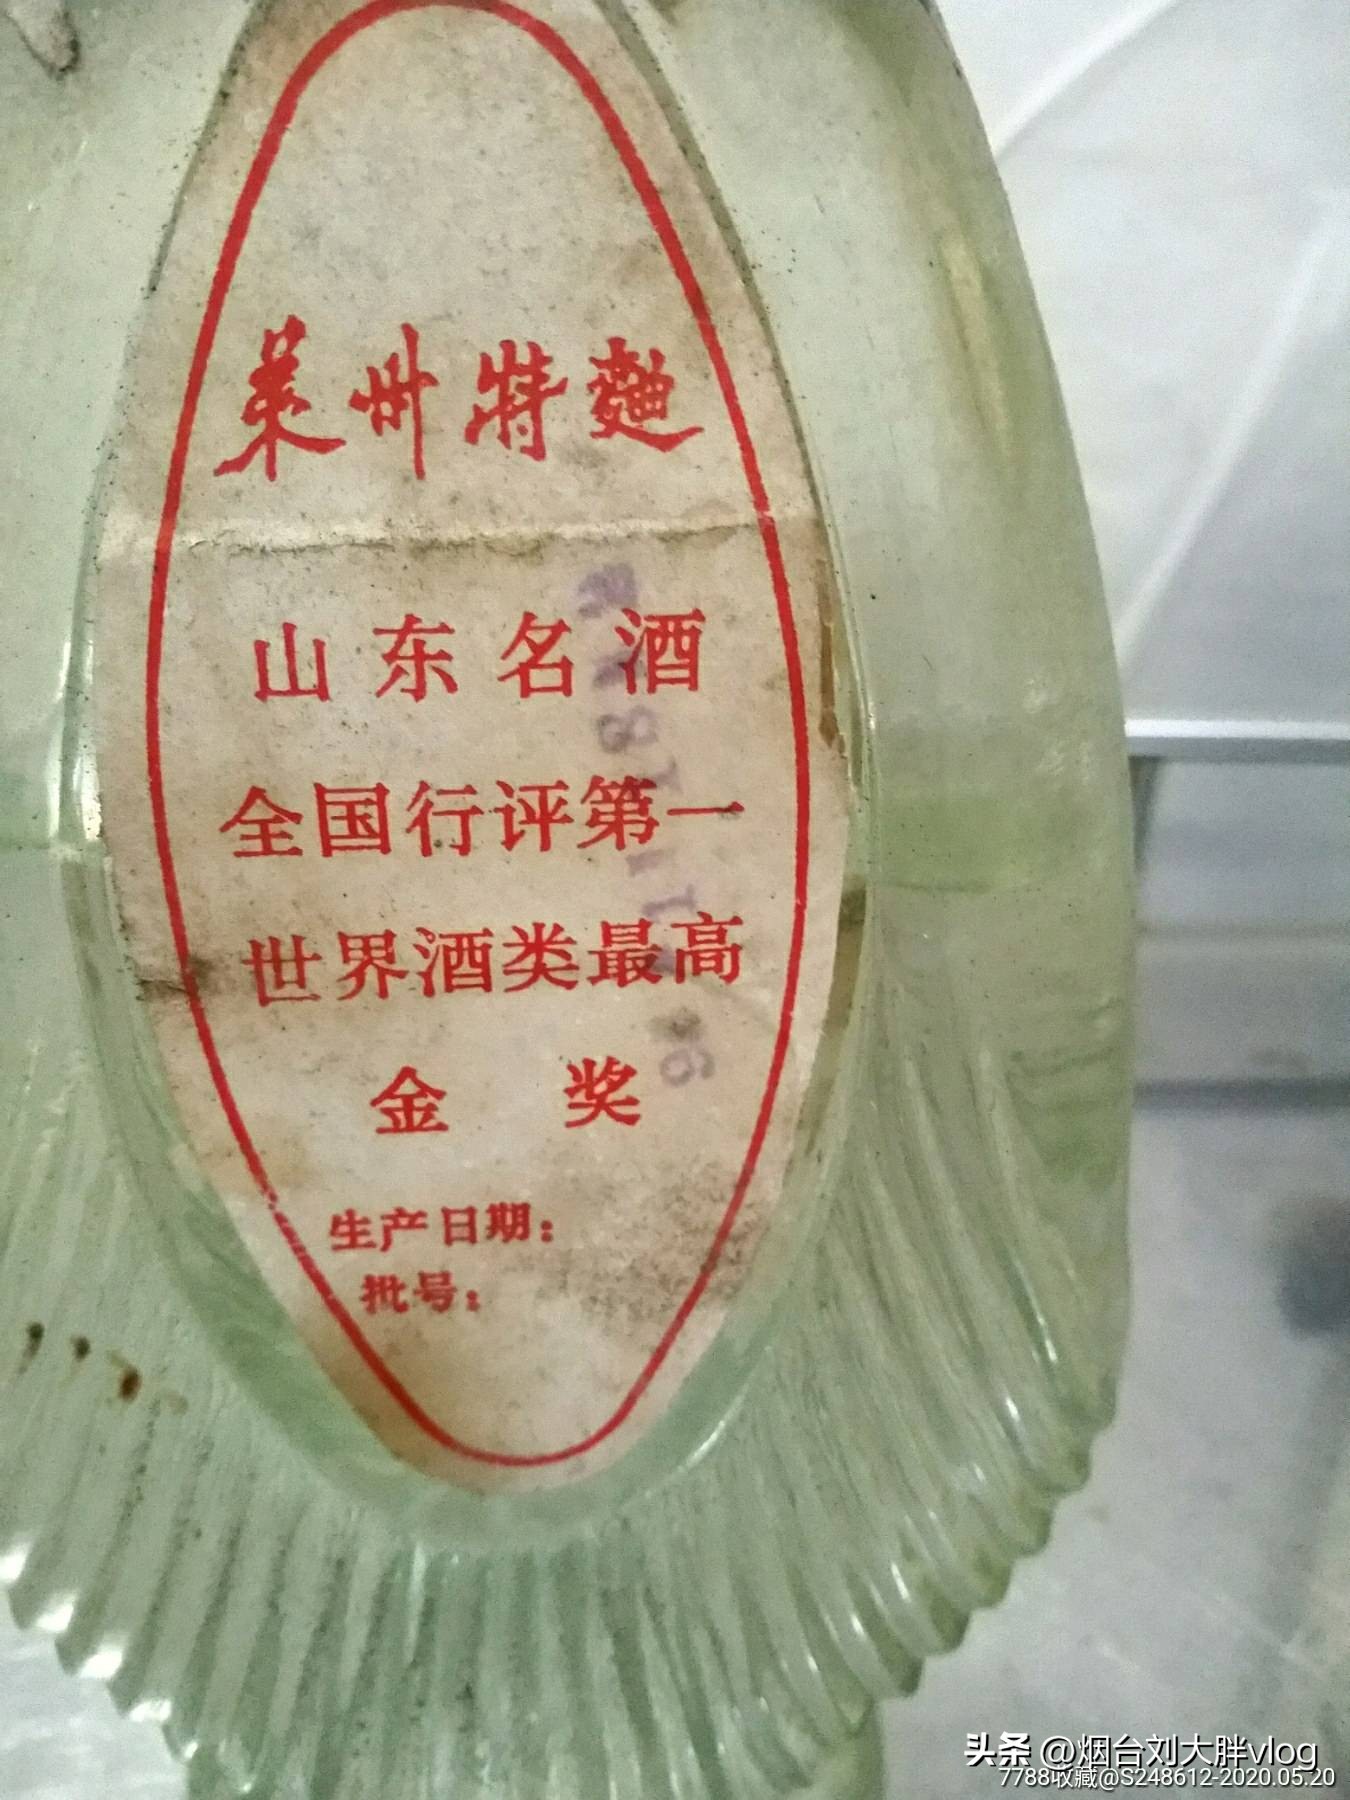 莱州特麯
山东名酒
全国行评第一
世界酒类最高
金奖
生产日期：
批号：
头条 @烟台刘大胖vlog
7788收藏@S248612-2020.05.20